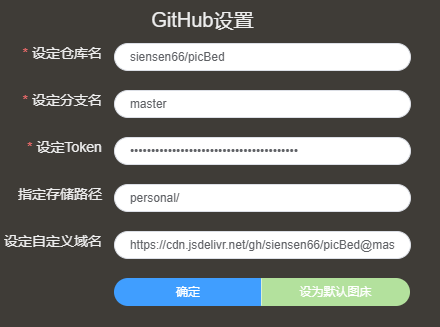 GitHub设置
* 设定仓库名 siensen66/picBed
* 设定分支名 master
* 设定Token ••••••••••••••••••••••••••••••••••••••••
指定存储路径 personal/
设定自定义域名 https://cdn.jsdelivr.net/gh/siensen66/picBed@mas
确定 设为默认图床